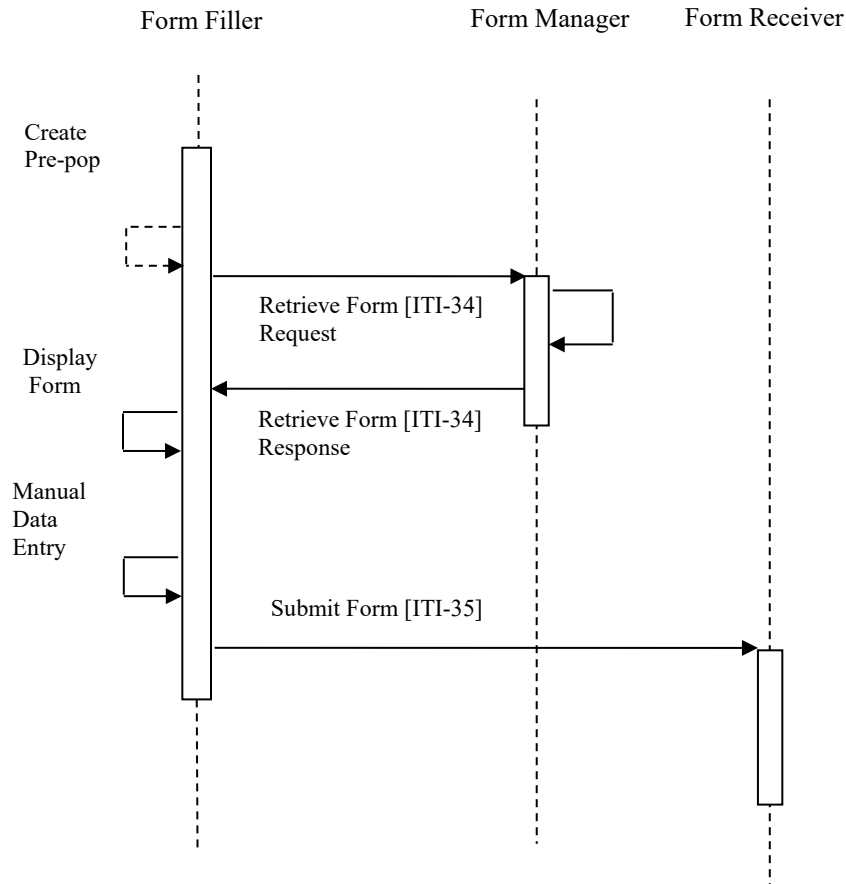 Form Filler
Form Manager
Form Receiver
Create
Pre-pop
Retrieve Form [ITI-34]
Request
Display
Form
Retrieve Form [ITI-34]
Response
Manual
Data
Entry
Submit Form [ITI-35]